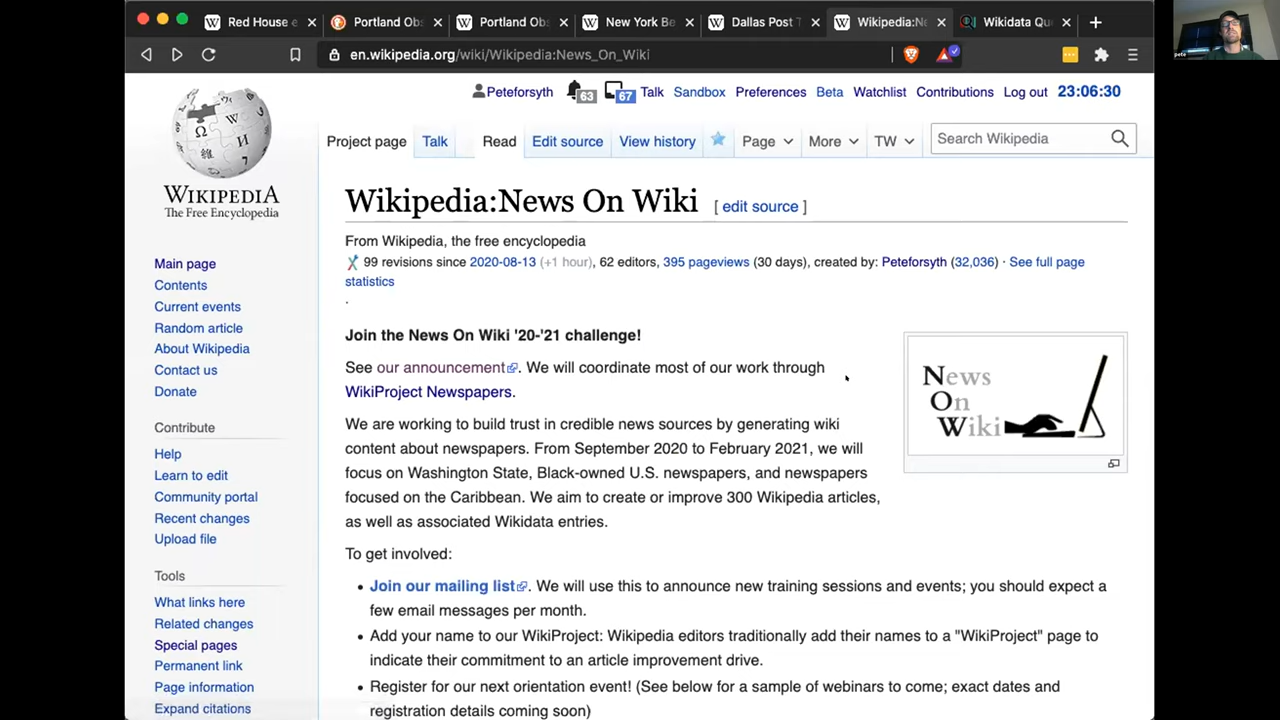 Red House e
Portland Obs
Portland Obs
New York Be
Dallas Post T
Wikipedia:Ne
Wikidata Qu
en.wikipedia.org/wiki/Wikipedia:News_On_Wiki
pete
Peteforsyth 63 67 Talk Sandbox Preferences Beta Watchlist Contributions Log out 23:06:30
Project page Talk Read Edit source View history Page More TW Search Wikipedia
WIKIPEDIA
The Free Encyclopedia
Main page
Contents
Current events
Random article
About Wikipedia
Contact us
Donate
Contribute
Help
Learn to edit
Community portal
Recent changes
Upload file
Tools
What links here
Related changes
Special pages
Permanent link
Page information
Expand citations
Wikipedia:News On Wiki [ edit source ]
From Wikipedia, the free encyclopedia
99 revisions since 2020-08-13 (+1 hour), 62 editors, 395 pageviews (30 days), created by: Peteforsyth (32,036) · See full page
statistics
.
Join the News On Wiki '20-'21 challenge!
See our announcement. We will coordinate most of our work through
WikiProject Newspapers.
We are working to build trust in credible news sources by generating wiki
content about newspapers. From September 2020 to February 2021, we will
focus on Washington State, Black-owned U.S. newspapers, and newspapers
focused on the Caribbean. We aim to create or improve 300 Wikipedia articles,
as well as associated Wikidata entries.
News
On
Wiki
To get involved:
• Join our mailing list. We will use this to announce new training sessions and events; you should expect a
few email messages per month.
• Add your name to our WikiProject: Wikipedia editors traditionally add their names to a "WikiProject" page to
indicate their commitment to an article improvement drive.
• Register for our next orientation event! (See below for a sample of webinars to come; exact dates and
registration details coming soon)